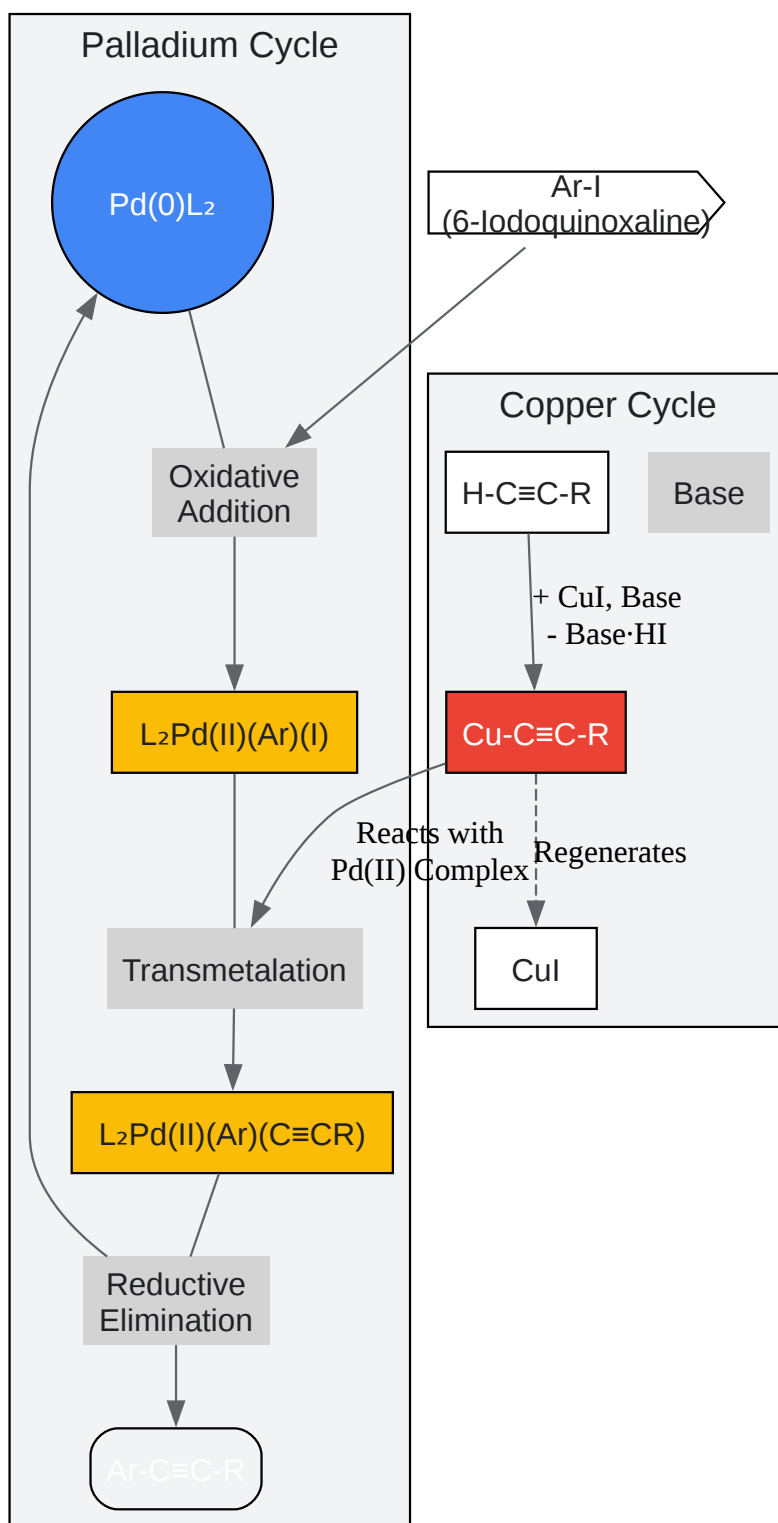 Palladium Cycle
Pd(0)L₂
Ar-I
(6-Iodoquinoxaline)
Oxidative
Addition
Copper Cycle
H-C≡C-R
Base
+ CuI, Base
- Base·HI
L₂Pd(II)(Ar)(I)
Cu-C≡C-R
Reacts with
Pd(II) Complex
Regenerates
Transmetalation
CuI
L₂Pd(II)(Ar)(C≡CR)
Reductive
Elimination
Ar-C≡C-R